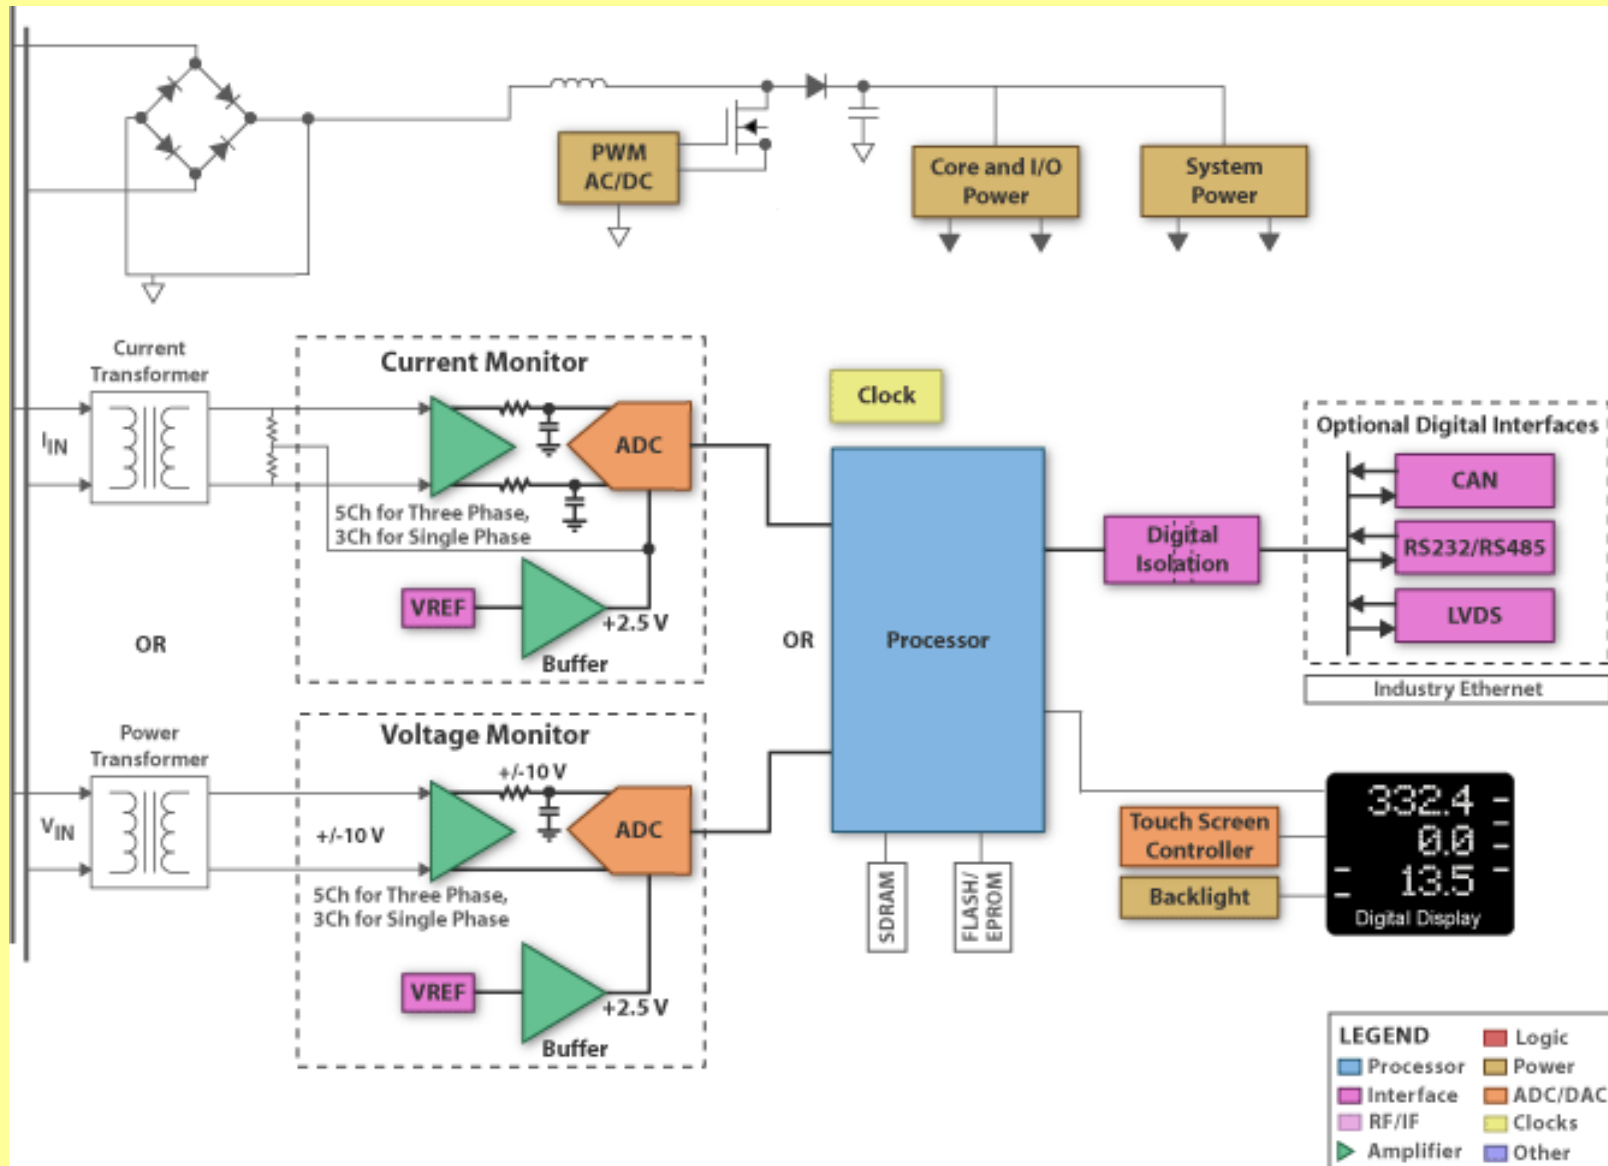 PWM
AC/DC
Core and I/O
Power
System
Power
Current
Transformer
IIN
Current Monitor
ADC
5Ch for Three Phase,
3Ch for Single Phase
VREF
+2.5 V
Buffer
OR
Power
Transformer
VIN
Voltage Monitor
+/-10 V
+/-10 V
ADC
5Ch for Three Phase,
3Ch for Single Phase
VREF
+2.5 V
Buffer
OR
Clock
Processor
SDRAM
FLASH/
EPROM
Digital
Isolation
Optional Digital Interfaces
CAN
RS232/RS485
LVDS
Industry Ethernet
Touch Screen
Controller
Backlight
332.4
0.0
13.5
Digital Display
LEGEND
Processor
Interface
RF/IF
Amplifier
Logic
Power
ADC/DAC
Clocks
Other